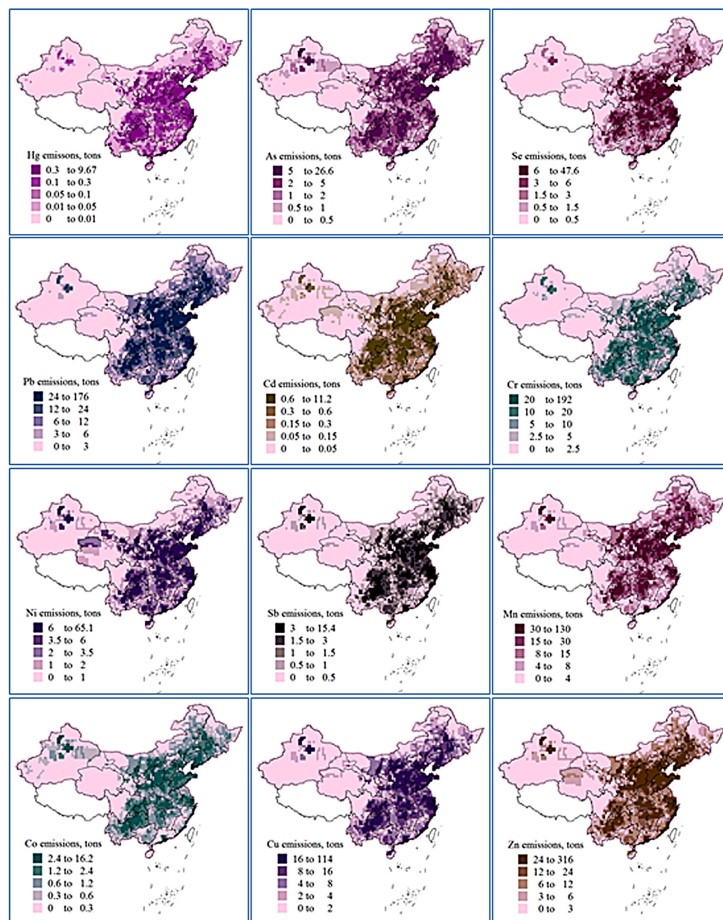 Hg emissons, tons
0.3 to 9.67
0.1 to 0.3
0.05 to 0.1
0.01 to 0.05
0 to 0.01
As emissions, tons
5 to 26.6
2 to 5
1 to 2
0.5 to 1
0 to 0.5
Se emissions, tons
6 to 47.6
3 to 6
1.5 to 3
0.5 to 1.5
0 to 0.5
Pb emissions, tons
24 to 176
12 to 24
6 to 12
3 to 6
0 to 3
Cd emissions, tons
0.6 to 11.2
0.3 to 0.6
0.15 to 0.3
0.05 to 0.15
0 to 0.05
Cr emissions, tons
20 to 192
10 to 20
5 to 10
2.5 to 5
0 to 2.5
Ni emissions, tons
6 to 65.1
3.5 to 6
2 to 3.5
1 to 2
0 to 1
Sb emissions, tons
3 to 15.4
1.5 to 3
1 to 1.5
0.5 to 1
0 to 0.5
Mn emissions, tons
30 to 130
15 to 30
8 to 15
4 to 8
0 to 4
Co emissions, tons
2.4 to 16.2
1.2 to 2.4
0.6 to 1.2
0.3 to 0.6
0 to 0.3
Cu emissions, tons
16 to 114
8 to 16
4 to 8
2 to 4
0 to 2
Zn emissions, tons
24 to 316
12 to 24
6 to 12
3 to 6
0 to 3